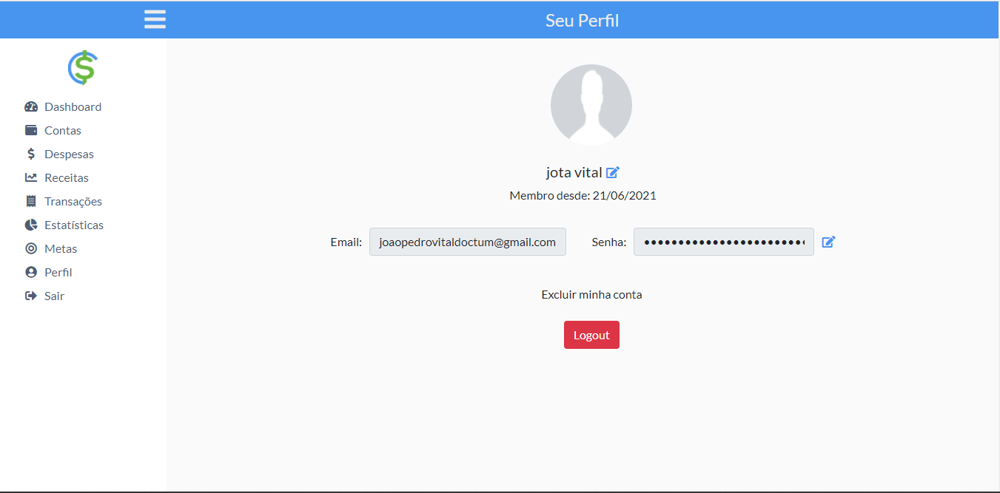 Seu Perfil
Dashboard
Contas
Despesas
Receitas
Transações
Estatísticas
Metas
Perfil
Sair
jota vital
Membro desde: 21/06/2021
Email: joaopedrovitaldoctum@gmail.com Senha: ••••••••••••••••••••••••
Excluir minha conta
Logout